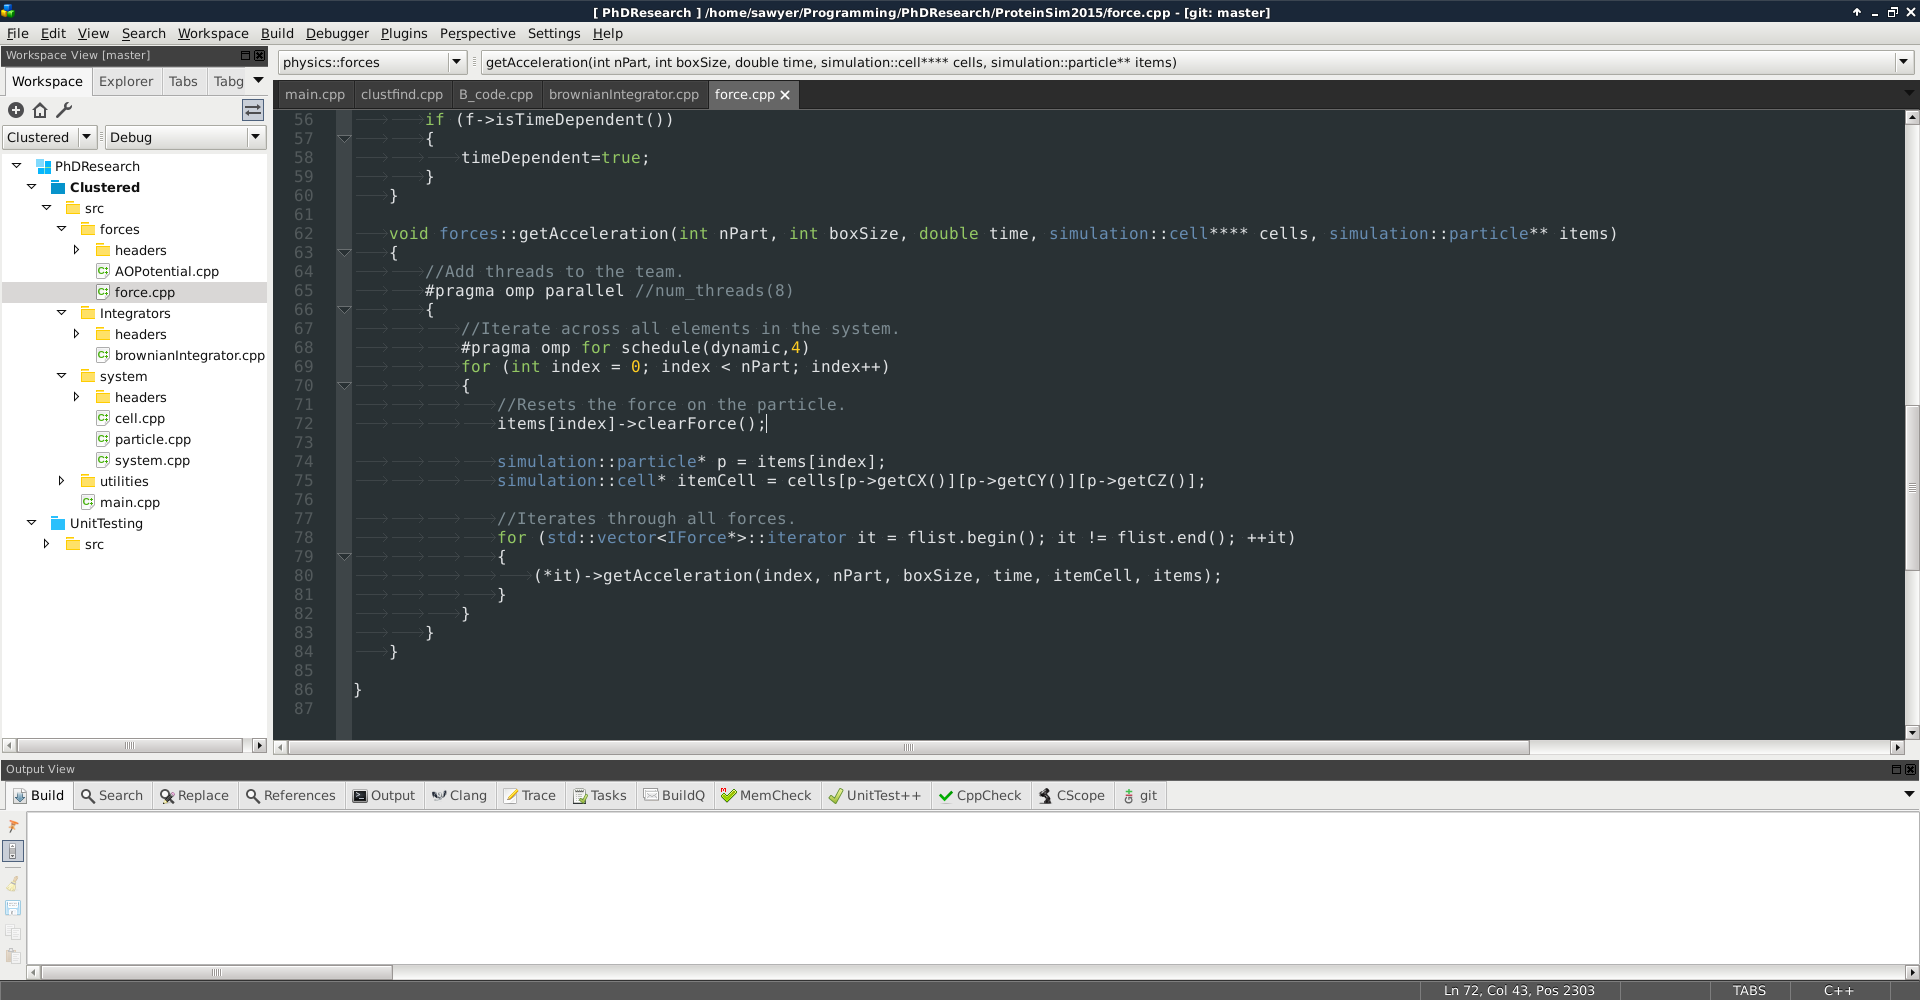 [ PhDResearch ] /home/sawyer/Programming/PhDResearch/ProteinSim2015/force.cpp - [git: master]
File Edit View Search Workspace Build Debugger Plugins Perspective Settings Help
Workspace View [master]
Workspace Explorer Tabs Tabg
Clustered Debug
PhDResearch
Clustered
src
forces
headers
AOPotential.cpp
force.cpp
Integrators
headers
brownianIntegrator.cpp
system
headers
cell.cpp
particle.cpp
system.cpp
utilities
main.cpp
UnitTesting
src
physics::forces getAcceleration(int nPart, int boxSize, double time, simulation::cell**** cells, simulation::particle** items)
main.cpp clustfind.cpp B_code.cpp brownianIntegrator.cpp force.cpp
56 if (f->isTimeDependent())
57 {
58 timeDependent=true;
59 }
60 }
61
62 void forces::getAcceleration(int nPart, int boxSize, double time, simulation::cell**** cells, simulation::particle** items)
63 {
64 //Add threads to the team.
65 #pragma omp parallel //num_threads(8)
66 {
67 //Iterate across all elements in the system.
68 #pragma omp for schedule(dynamic,4)
69 for (int index = 0; index < nPart; index++)
70 {
71 //Resets the force on the particle.
72 items[index]->clearForce();
73
74 simulation::particle* p = items[index];
75 simulation::cell* itemCell = cells[p->getCX()][p->getCY()][p->getCZ()];
76
77 //Iterates through all forces.
78 for (std::vector<IForce*>::iterator it = flist.begin(); it != flist.end(); ++it)
79 {
80 (*it)->getAcceleration(index, nPart, boxSize, time, itemCell, items);
81 }
82 }
83 }
84 }
85
86 }
87
Output View
Build Search Replace References Output Clang Trace Tasks BuildQ MemCheck UnitTest++ CppCheck CScope git
Ln 72, Col 43, Pos 2303 TABS C++